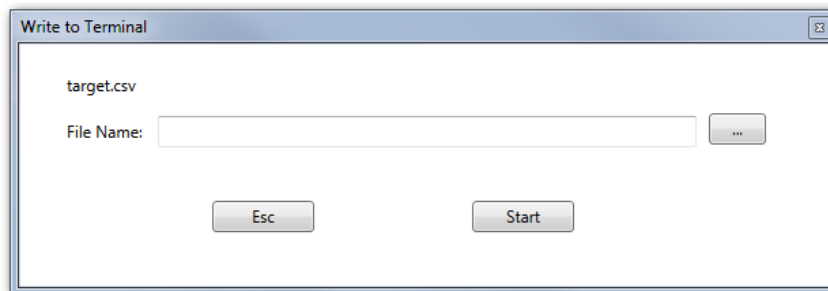 Write to Terminal
target.csv
File Name:
...
Esc
Start